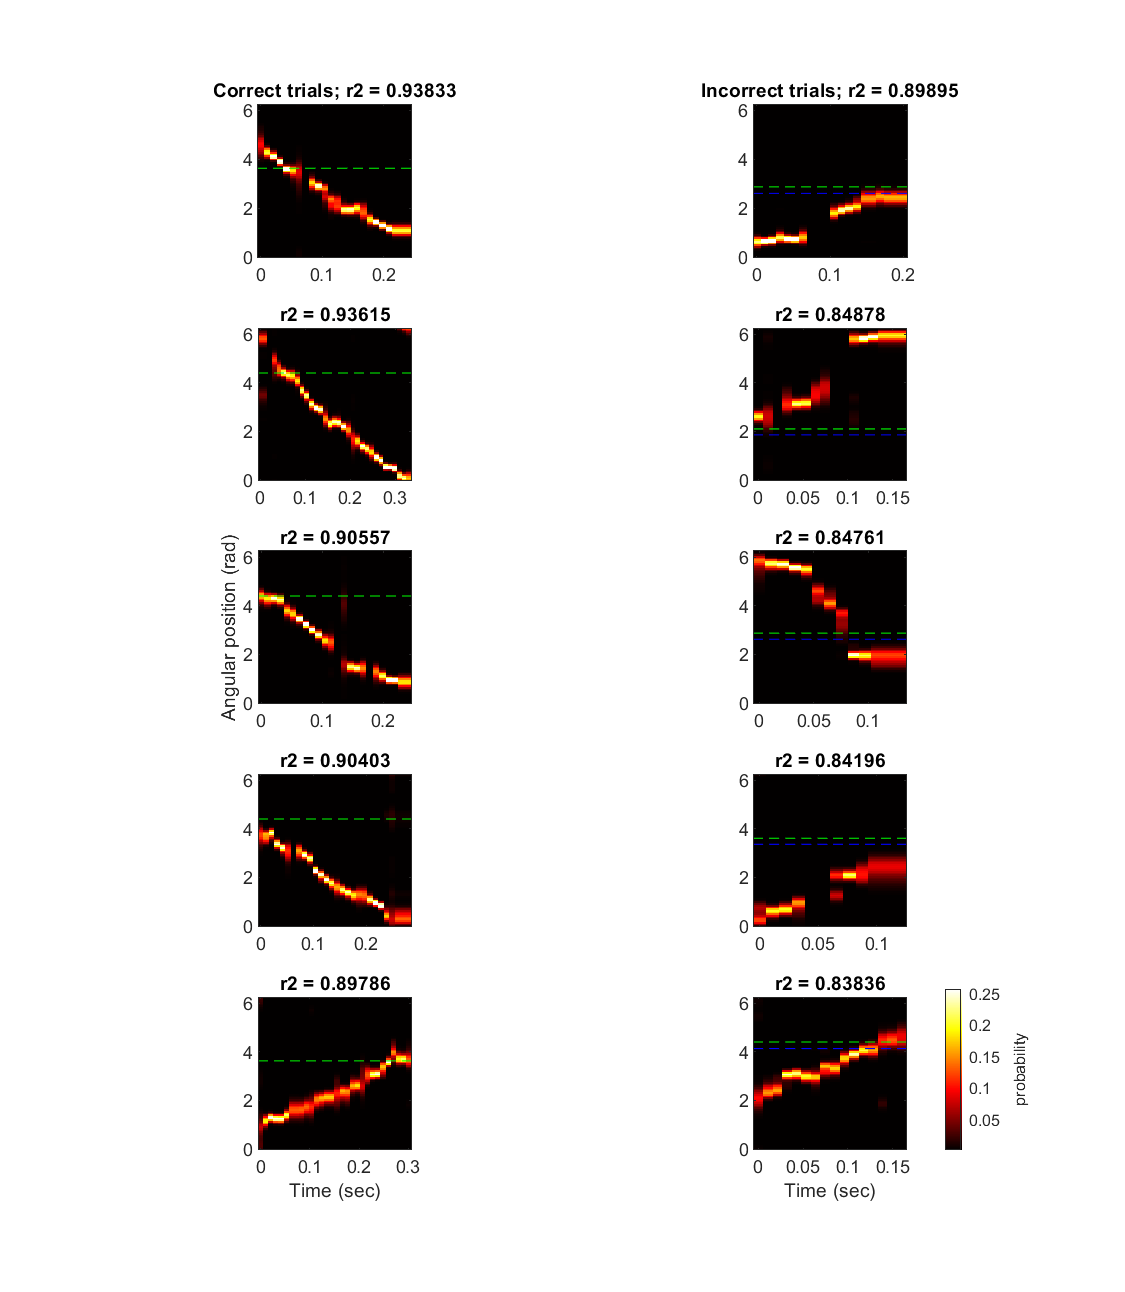 Correct trials; r2 = 0.93833
Incorrect trials; r2 = 0.89895
6
4
2
0
0 0.1 0.2
6
4
2
0
0 0.1 0.2
r2 = 0.93615
r2 = 0.84878
6
4
2
0
0 0.1 0.2 0.3
6
4
2
0
0 0.05 0.1 0.15
r2 = 0.90557
r2 = 0.84761
Angular position (rad)
6
4
2
0
0 0.1 0.2
6
4
2
0
0 0.05 0.1
r2 = 0.90403
r2 = 0.84196
6
4
2
0
0 0.1 0.2
6
4
2
0
0 0.05 0.1
r2 = 0.89786
r2 = 0.83836
6
4
2
0
0 0.1 0.2 0.3
Time (sec)
6
4
2
0
0 0.05 0.1 0.15
Time (sec)
0.25
0.2
0.15
0.1
0.05
probability